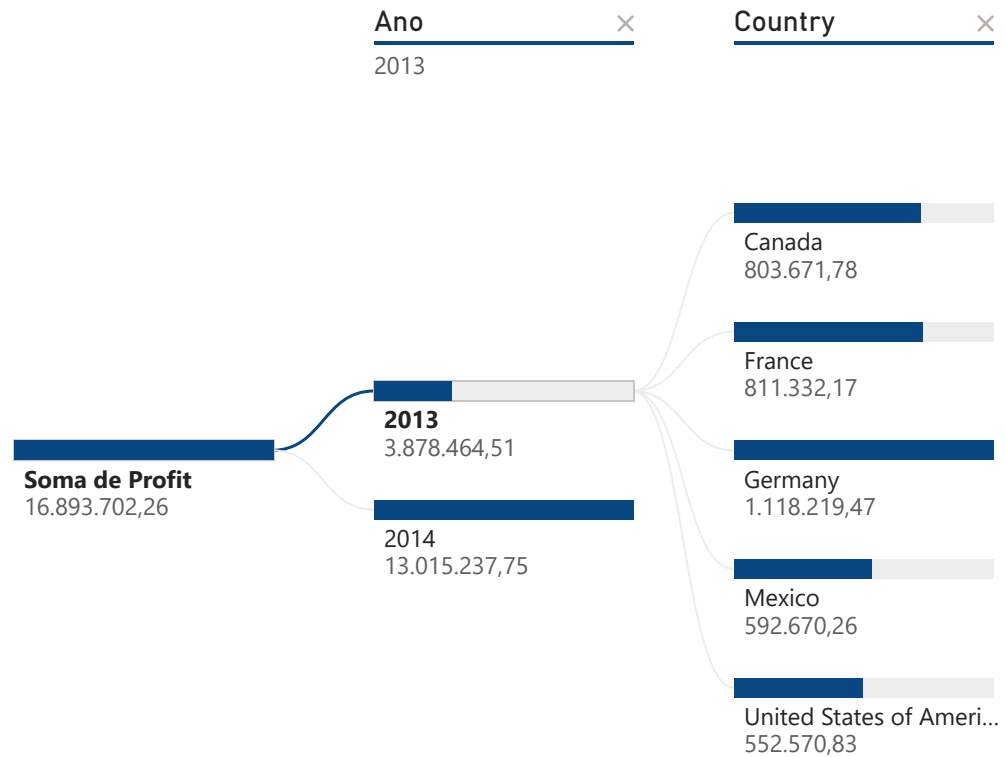 Ano
Country
2013
Canada
803.671,78
France
811.332,17
2013
3.878.464,51
Soma de Profit
16.893.702,26
Germany
1.118.219,47
2014
13.015.237,75
Mexico
592.670,26
United States of Ameri...
552.570,83